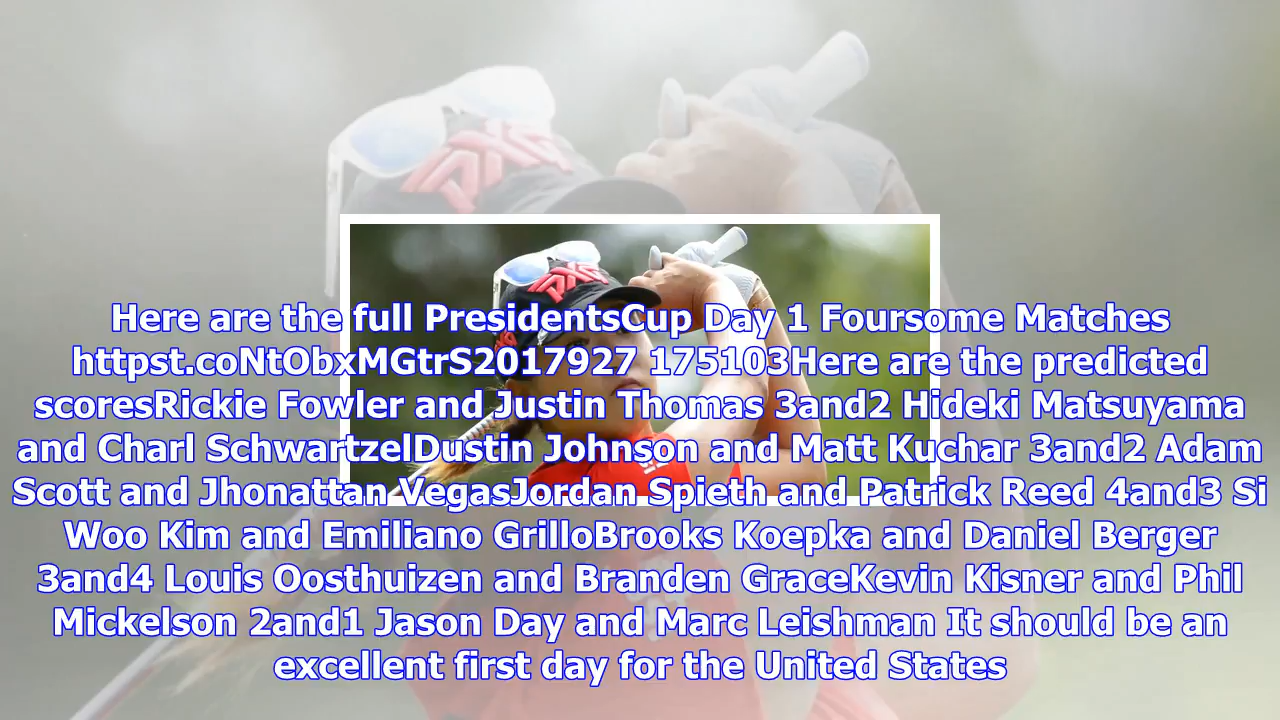 PXG
Here are the full PresidentsCup Day 1 Foursome Matches
httpst.coNtObxMGtrS2017927 175103Here are the predicted
scoresRickie Fowler and Justin Thomas 3and2 Hideki Matsuyama
and Charl SchwartzelDustin Johnson and Matt Kuchar 3and2 Adam
Scott and Jhonattan VegasJordan Spieth and Patrick Reed 4and3 Si
Woo Kim and Emiliano GrilloBrooks Koepka and Daniel Berger
3and4 Louis Oosthuizen and Branden GraceKevin Kisner and Phil
Mickelson 2and1 Jason Day and Marc Leishman It should be an
excellent first day for the United States